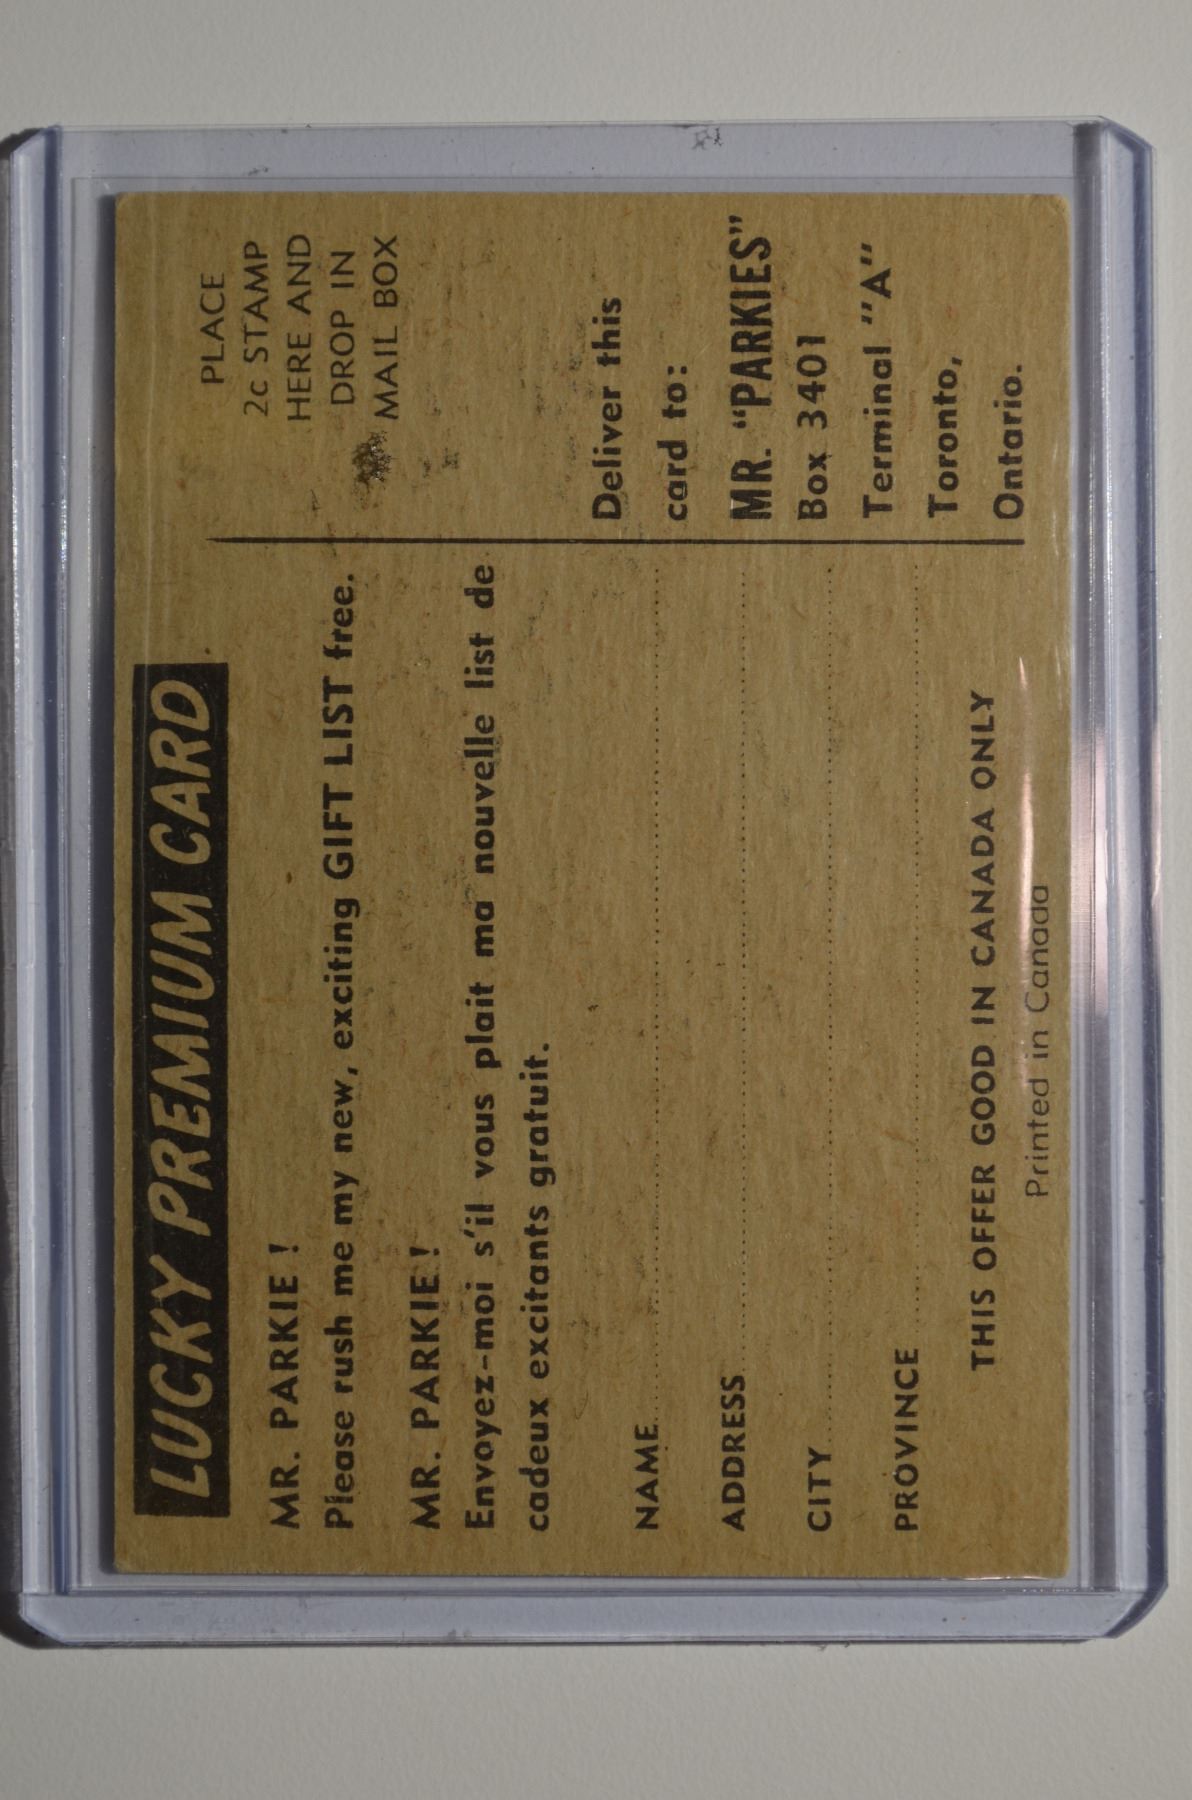 LUCKY PREMIUM CARD
MR. PARKIE !
Please rush me my new, exciting GIFT LIST free.
MR. PARKIE !
Envoyez-moi s'il vous plait ma nouvelle list de
cadeux excitants gratuit.
NAME
ADDRESS
CITY
PROVINCE
THIS OFFER GOOD IN CANADA ONLY
Printed in Canada
PLACE
2c STAMP
HERE AND
DROP IN
MAIL BOX
Deliver this
card to:
MR. "PARKIES"
Box 3401
Terminal "A"
Toronto,
Ontario.